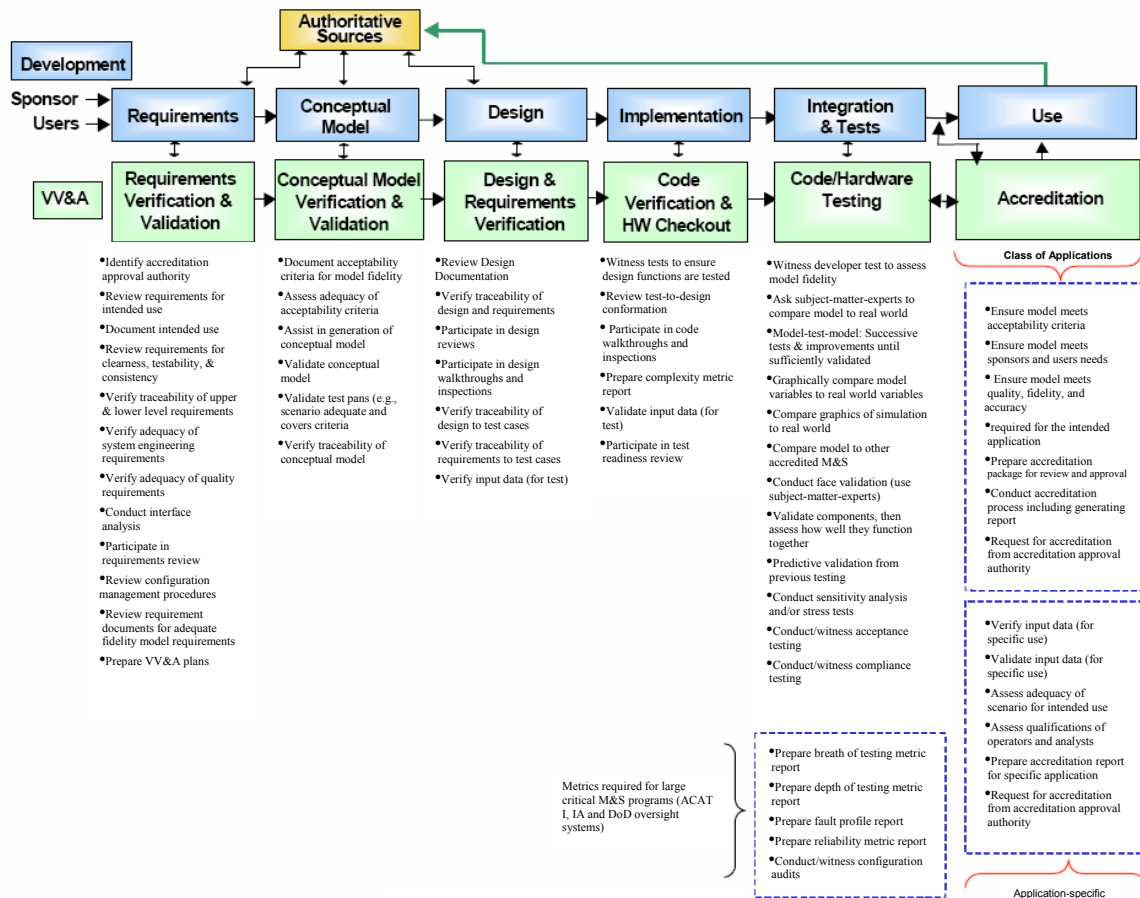 Authoritative
Sources
Development
Sponsor
Users
Requirements
Conceptual
Model
Design
Implementation
Integration
& Tests
Use
VV&A
Requirements
Verification &
Validation
Conceptual Model
Verification &
Validation
Design &
Requirements
Verification
Code
Verification &
HW Checkout
Code/Hardware
Testing
Accreditation
•Identify accreditation
approval authority
•Review requirements for
intended use
•Document intended use
•Review requirements for
clearness, testability, &
consistency
•Verify traceability of upper
& lower level requirements
•Verify adequacy of
system engineering
requirements
•Verify adequacy of quality
requirements
•Conduct interface
analysis
•Participate in
requirements review
•Review configuration
management procedures
•Review requirement
documents for adequate
fidelity model requirements
•Prepare VV&A plans
•Document acceptability
criteria for model fidelity
•Assess adequacy of
acceptability criteria
•Assist in generation of
conceptual model
•Validate conceptual
model
•Validate test pans (e.g.,
scenario adequate and
covers criteria
•Verify traceability of
conceptual model
•Review Design
Documentation
•Verify traceability of
design and requirements
•Participate in design
reviews
•Participate in design
walkthroughs and
inspections
•Verify traceability of
design to test cases
•Verify traceability of
requirements to test cases
•Verify input data (for test)
•Witness tests to ensure
design functions are tested
•Review test-to-design
conformation
• Participate in code
walkthroughs and
inspections
•Prepare complexity metric
report
•Validate input data (for
test)
•Participate in test
readiness review
•Witness developer test to assess
model fidelity
•Ask subject-matter-experts to
compare model to real world
•Model-test-model: Successive
tests & improvements until
sufficiently validated
•Graphically compare model
variables to real world variables
•Compare graphics of simulation
to real world
•Compare model to other
accredited M&S
•Conduct face validation (use
subject-matter-experts)
•Validate components, then
assess how well they function
together
•Predictive validation from
previous testing
•Conduct sensitivity analysis
and/or stress tests
•Conduct/witness acceptance
testing
•Conduct/witness compliance
testing
Class of Applications
•Ensure model meets
acceptability criteria
•Ensure model meets
sponsors and users needs
• Ensure model meets
quality, fidelity, and
accuracy
•required for the intended
application
•Prepare accreditation
package for review and approval
•Conduct accreditation
process including generating
report
•Request for accreditation
from accreditation approval
authority
•Verify input data (for
specific use)
•Validate input data (for
specific use)
•Assess adequacy of
scenario for intended use
•Assess qualifications of
operators and analysts
•Prepare accreditation report
for specific application
•Request for accreditation
from accreditation approval
authority
Application-specific
Metrics required for large
critical M&S programs (ACAT
I, IA and DoD oversight
systems)
•Prepare breath of testing metric
report
•Prepare depth of testing metric
report
•Prepare fault profile report
•Prepare reliability metric report
•Conduct/witness configuration
audits